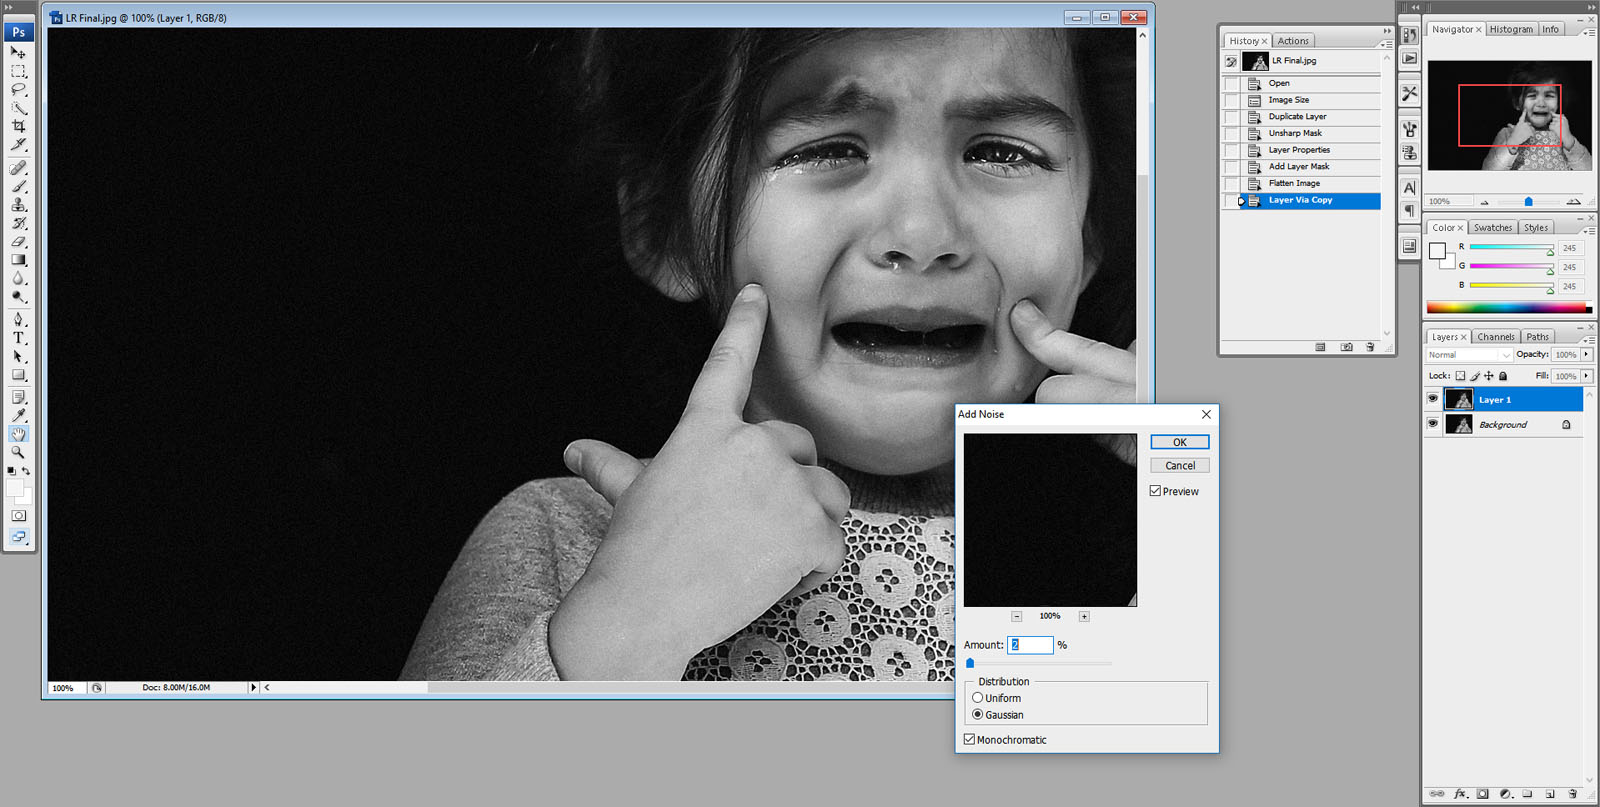 LR Final.jpg @ 100% (Layer 1, RGB/8)
Ps
T
100%
Doc: 8.00M/16.0M
History
Actions
LR Final.jpg
Open
Image Size
Duplicate Layer
Unsharp Mask
Layer Properties
Add Layer Mask
Flatten Image
Layer Via Copy
Add Noise
OK
Cancel
Preview
100%
Amount: 2 %
Distribution
Uniform
Gaussian
Monochromatic
A
Navigator
Histogram
Info
100%
Color
Swatches
Styles
R 245
G 245
B 245
Layers
Channels
Paths
Normal
Opacity: 100%
Lock:
Fill: 100%
Layer 1
Background
fx.